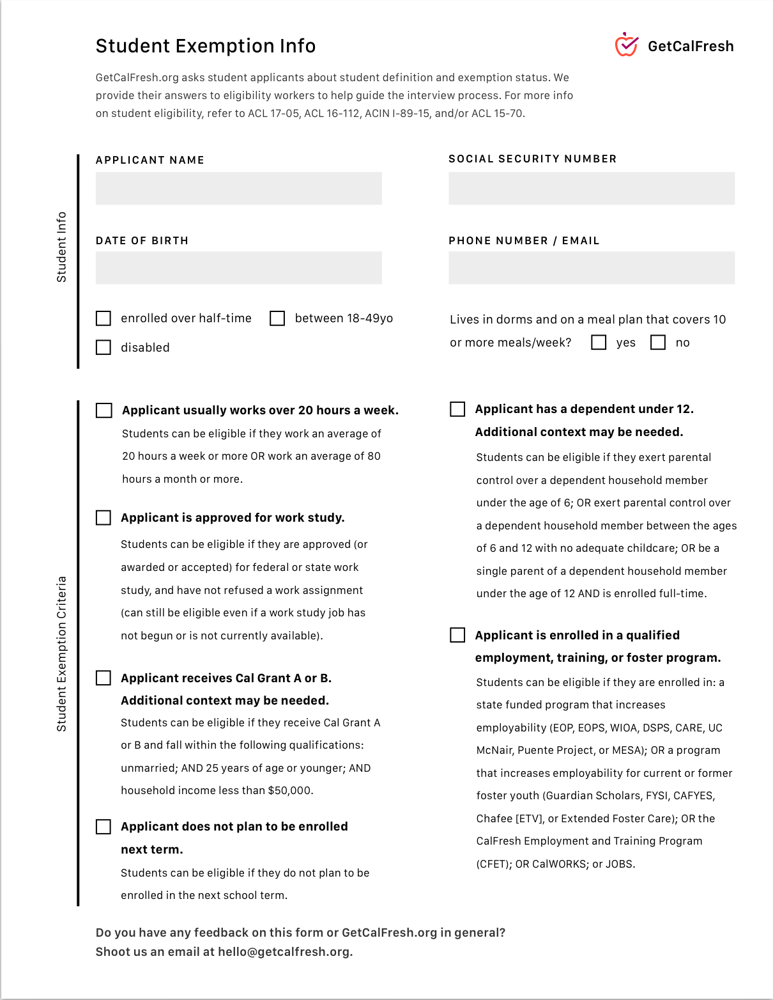 Student Exemption Info
GetCalFresh
GetCalFresh.org asks student applicants about student definition and exemption status. We
provide their answers to eligibility workers to help guide the interview process. For more info
on student eligibility, refer to ACL 17-05, ACL 16-112, ACIN I-89-15, and/or ACL 15-70.
Student Info
APPLICANT NAME
SOCIAL SECURITY NUMBER
DATE OF BIRTH
PHONE NUMBER / EMAIL
enrolled over half-time
between 18-49yo
disabled
Lives in dorms and on a meal plan that covers 10
or more meals/week?
yes
no
Student Exemption Criteria
Applicant usually works over 20 hours a week.
Students can be eligible if they work an average of
20 hours a week or more OR work an average of 80
hours a month or more.
Applicant is approved for work study.
Students can be eligible if they are approved (or
awarded or accepted) for federal or state work
study, and have not refused a work assignment
(can still be eligible even if a work study job has
not begun or is not currently available).
Applicant receives Cal Grant A or B.
Additional context may be needed.
Students can be eligible if they receive Cal Grant A
or B and fall within the following qualifications:
unmarried; AND 25 years of age or younger; AND
household income less than $50,000.
Applicant does not plan to be enrolled
next term.
Students can be eligible if they do not plan to be
enrolled in the next school term.
Applicant has a dependent under 12.
Additional context may be needed.
Students can be eligible if they exert parental
control over a dependent household member
under the age of 6; OR exert parental control over
a dependent household member between the ages
of 6 and 12 with no adequate childcare; OR be a
single parent of a dependent household member
under the age of 12 AND is enrolled full-time.
Applicant is enrolled in a qualified
employment, training, or foster program.
Students can be eligible if they are enrolled in: a
state funded program that increases
employability (EOP, EOPS, WIOA, DSPS, CARE, UC
McNair, Puente Project, or MESA); OR a program
that increases employability for current or former
foster youth (Guardian Scholars, FYSI, CAFYES,
Chafee [ETV], or Extended Foster Care); OR the
CalFresh Employment and Training Program
(CFET); OR CalWORKS; or JOBS.
Do you have any feedback on this form or GetCalFresh.org in general?
Shoot us an email at hello@getcalfresh.org.